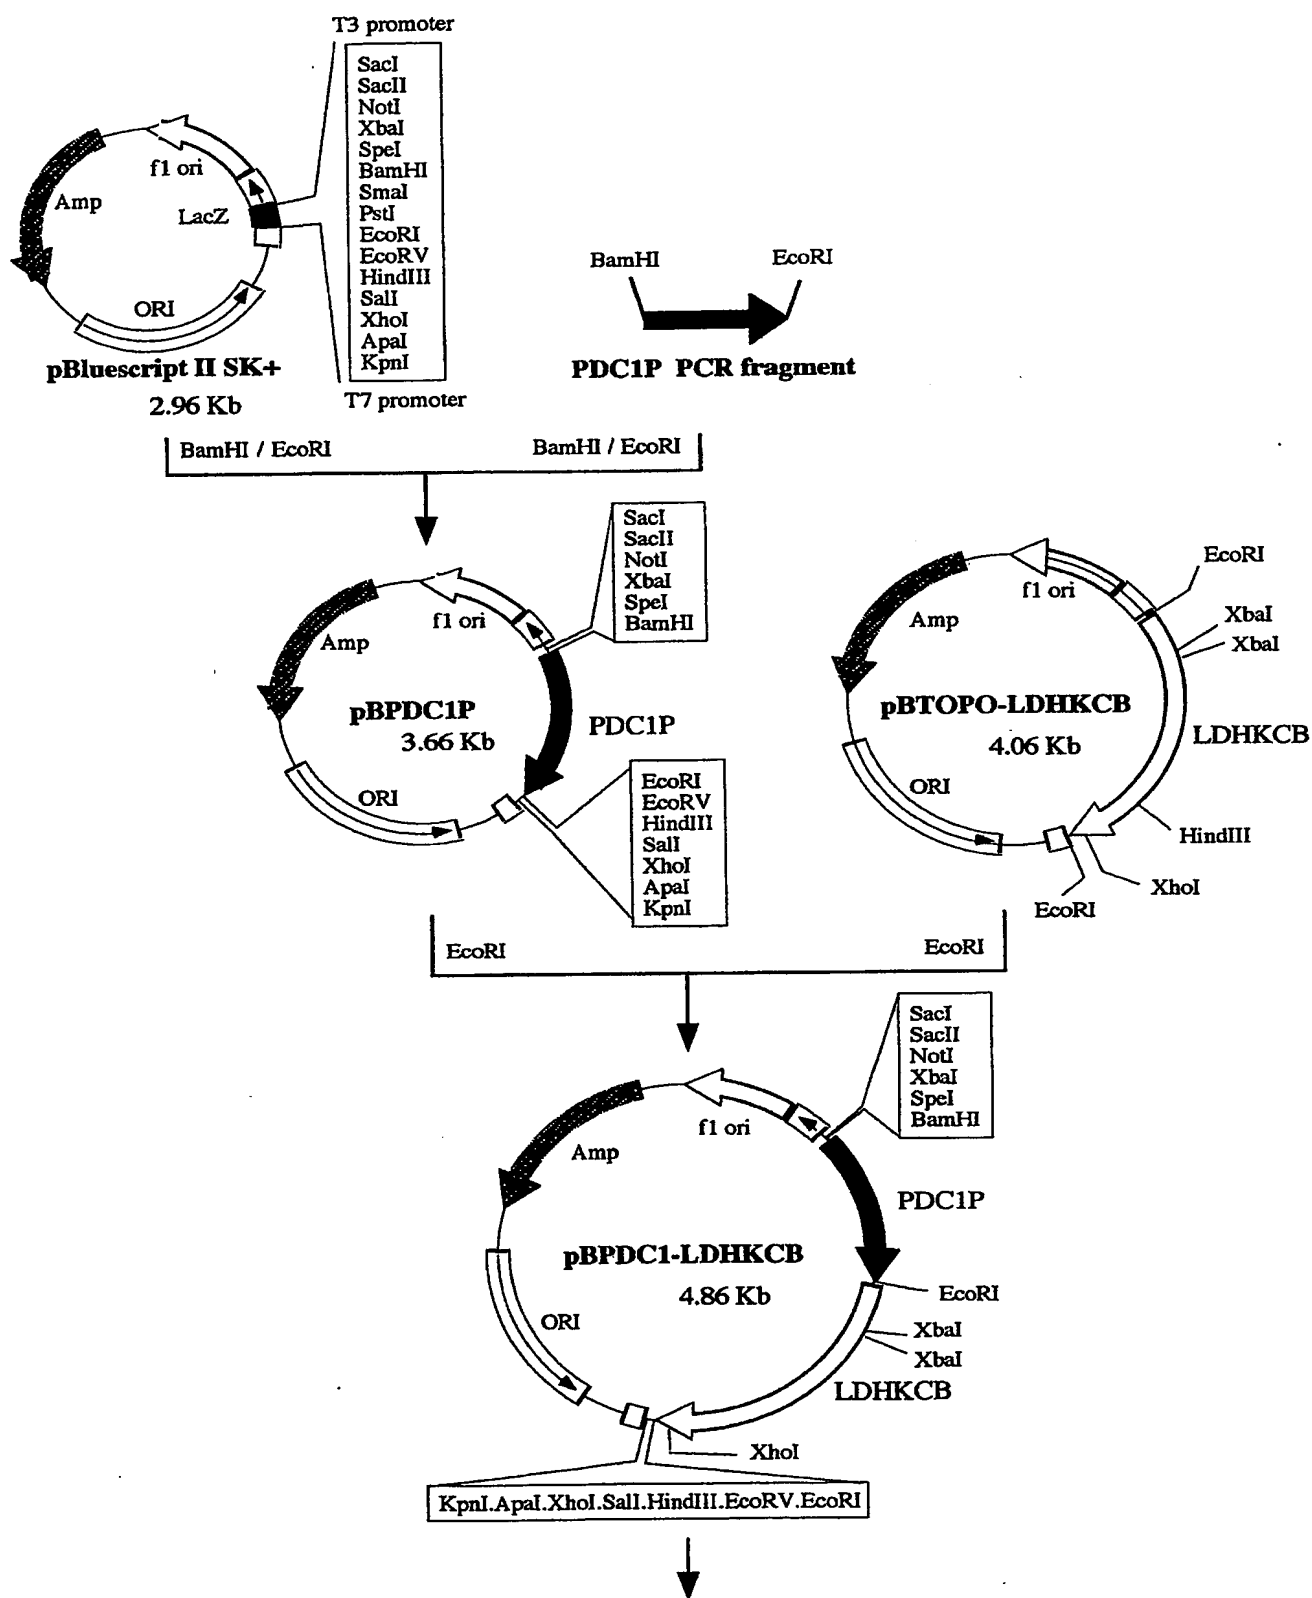 T3 promoter
SacI
SacII
NotI
XbaI
SpeI
BamHI
SmaI
PstI
EcoRI
EcoRV
HindIII
SalI
XhoI
ApaI
KpnI
T7 promoter
f1 ori
Amp
LacZ
ORI
pBluescript II SK+
2.96 Kb
BamHI
EcoRI
PDC1P PCR fragment
BamHI / EcoRI
BamHI / EcoRI
SacI
SacII
NotI
XbaI
SpeI
BamHI
f1 ori
Amp
pBPDC1P
3.66 Kb
PDC1P
ORI
EcoRI
EcoRV
HindIII
SalI
XhoI
ApaI
KpnI
EcoRI
f1 ori
XbaI
XbaI
Amp
pBTOPO-LDHKCB
4.06 Kb
LDHKCB
ORI
HindIII
XhoI
EcoRI
EcoRI
EcoRI
SacI
SacII
NotI
XbaI
SpeI
BamHI
f1 ori
Amp
PDC1P
pBPDC1-LDHKCB
4.86 Kb
EcoRI
XbaI
XbaI
ORI
LDHKCB
XhoI
KpnI.ApaI.XhoI.SalI.HindIII.EcoRV.EcoRI